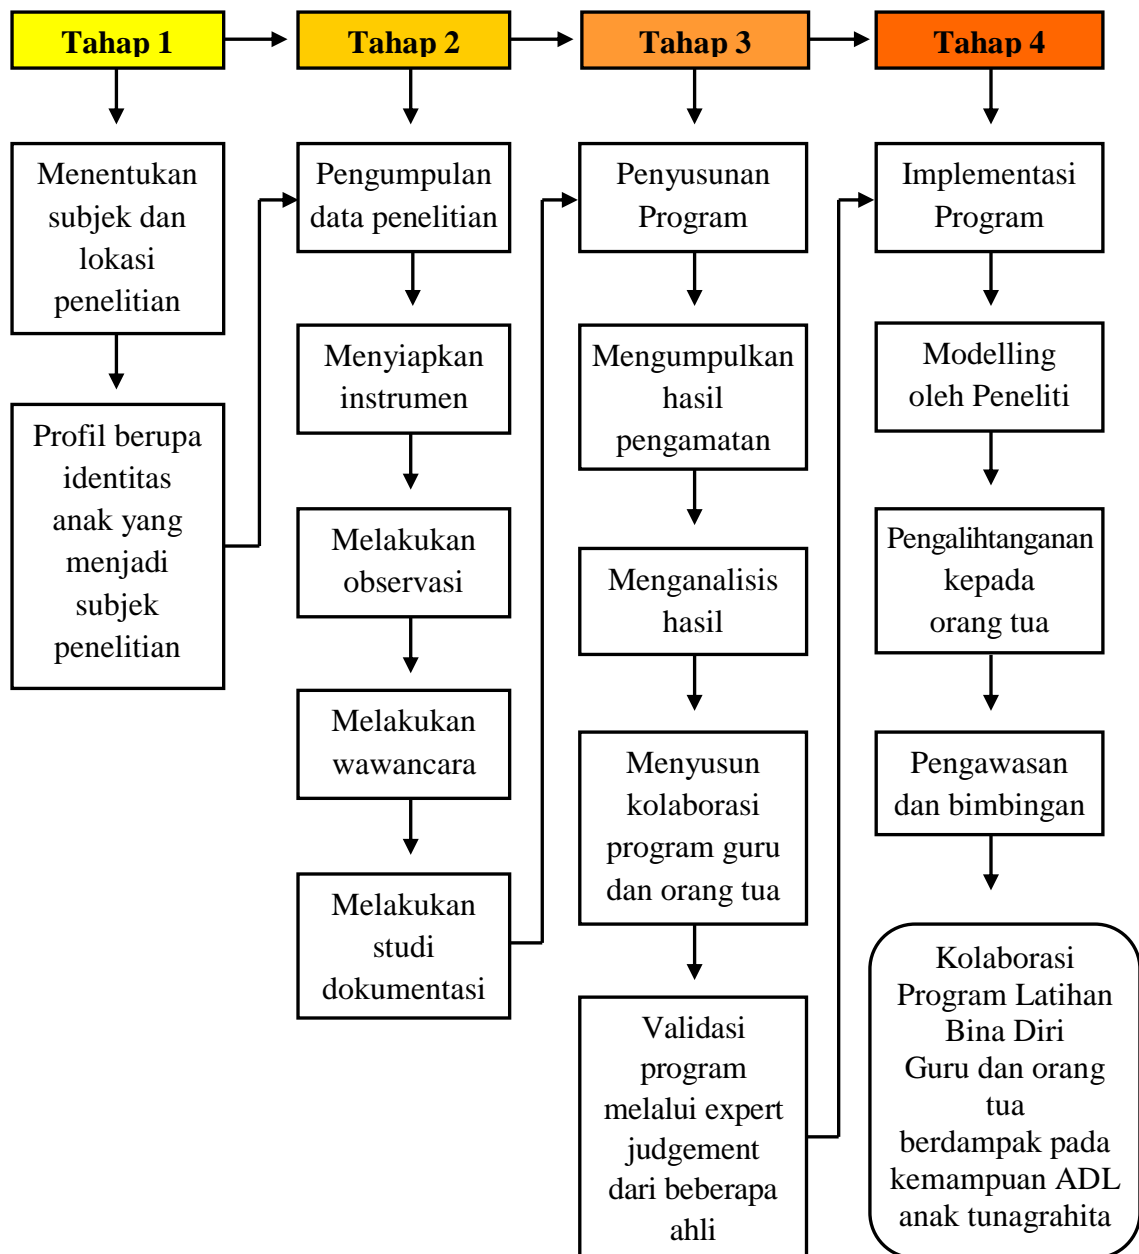 Tahap 1
Tahap 2
Tahap 3
Tahap 4
Menentukan
subjek dan
lokasi
penelitian
Profil berupa
identitas
anak yang
menjadi
subjek
penelitian
Pengumpulan
data penelitian
Menyiapkan
instrumen
Melakukan
observasi
Melakukan
wawancara
Melakukan
studi
dokumentasi
Penyusunan
Program
Mengumpulkan
hasil
pengamatan
Menganalisis
hasil
Menyusun
kolaborasi
program guru
dan orang tua
Validasi
program
melalui expert
judgement
dari beberapa
ahli
Implementasi
Program
Modelling
oleh Peneliti
Pengalihtanganan
kepada
orang tua
Pengawasan
dan bimbingan
Kolaborasi
Program Latihan
Bina Diri
Guru dan orang
tua
berdampak pada
kemampuan ADL
anak tunagrahita